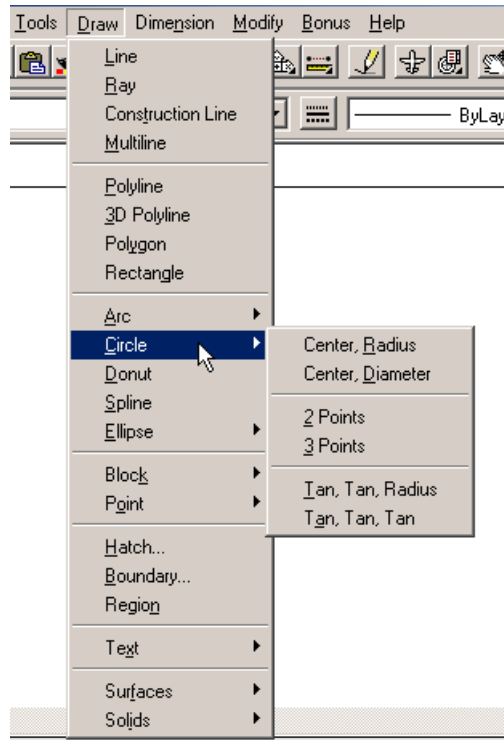 Tools Draw Dimension Modify Bonus Help
ByLay
Line
Ray
Construction Line
Multiline
Polyline
3D Polyline
Polygon
Rectangle
Arc
Circle
Donut
Spline
Ellipse
Block
Point
Hatch...
Boundary...
Region
Text
Surfaces
Solids
Center, Radius
Center, Diameter
2 Points
3 Points
Tan, Tan, Radius
Tan, Tan, Tan